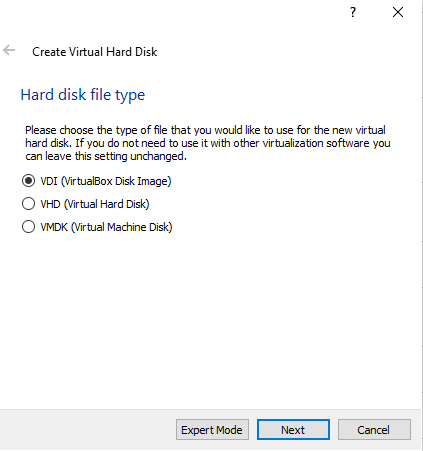 ?
Create Virtual Hard Disk
Hard disk file type
Please choose the type of file that you would like to use for the new virtual
hard disk. If you do not need to use it with other virtualization software you
can leave this setting unchanged.
VDI (VirtualBox Disk Image)
VHD (Virtual Hard Disk)
VMDK (Virtual Machine Disk)
Expert Mode Next Cancel